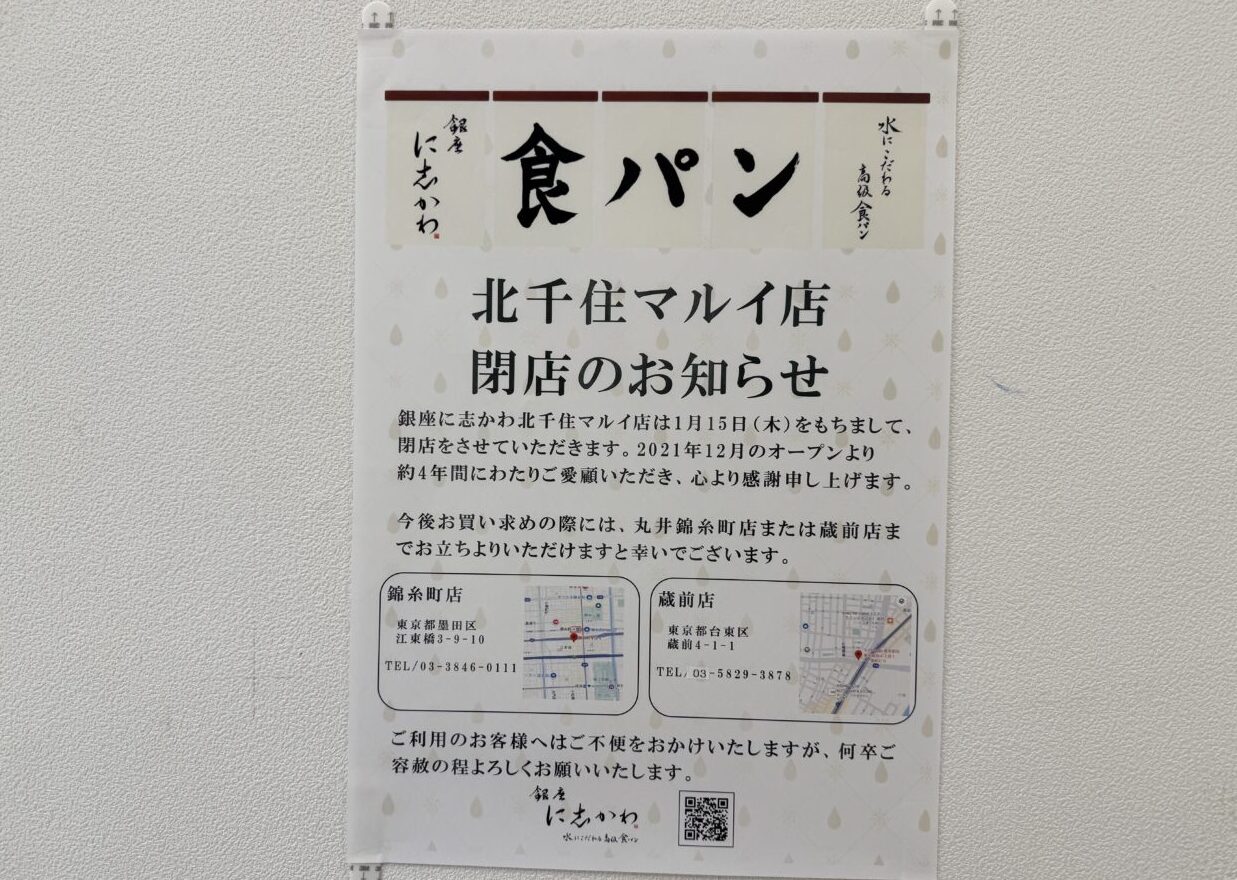 銀座
に志かわ
食パン
水にこだわる
高級食パン
北千住マルイ店
閉店のお知らせ
銀座に志かわ北千住マルイ店は1月15日(木)をもちまして、
閉店をさせていただきます。2021年12月のオープンより
約4年間にわたりご愛顧いただき、心より感謝申し上げます。
今後お買い求めの際には、丸井錦糸町店または蔵前店ま
でお立ちよりいただけますと幸いでございます。
錦糸町店
東京都墨田区
江東橋3-9-10
TEL/03-3846-0111
蔵前店
東京都台東区
蔵前4-1-1
TEL/03-5829-3878
ご利用のお客様へはご不便をおかけいたしますが、何卒ご
容赦の程よろしくお願いいたします。
銀座
に志かわ
水にこだわる高級食パン